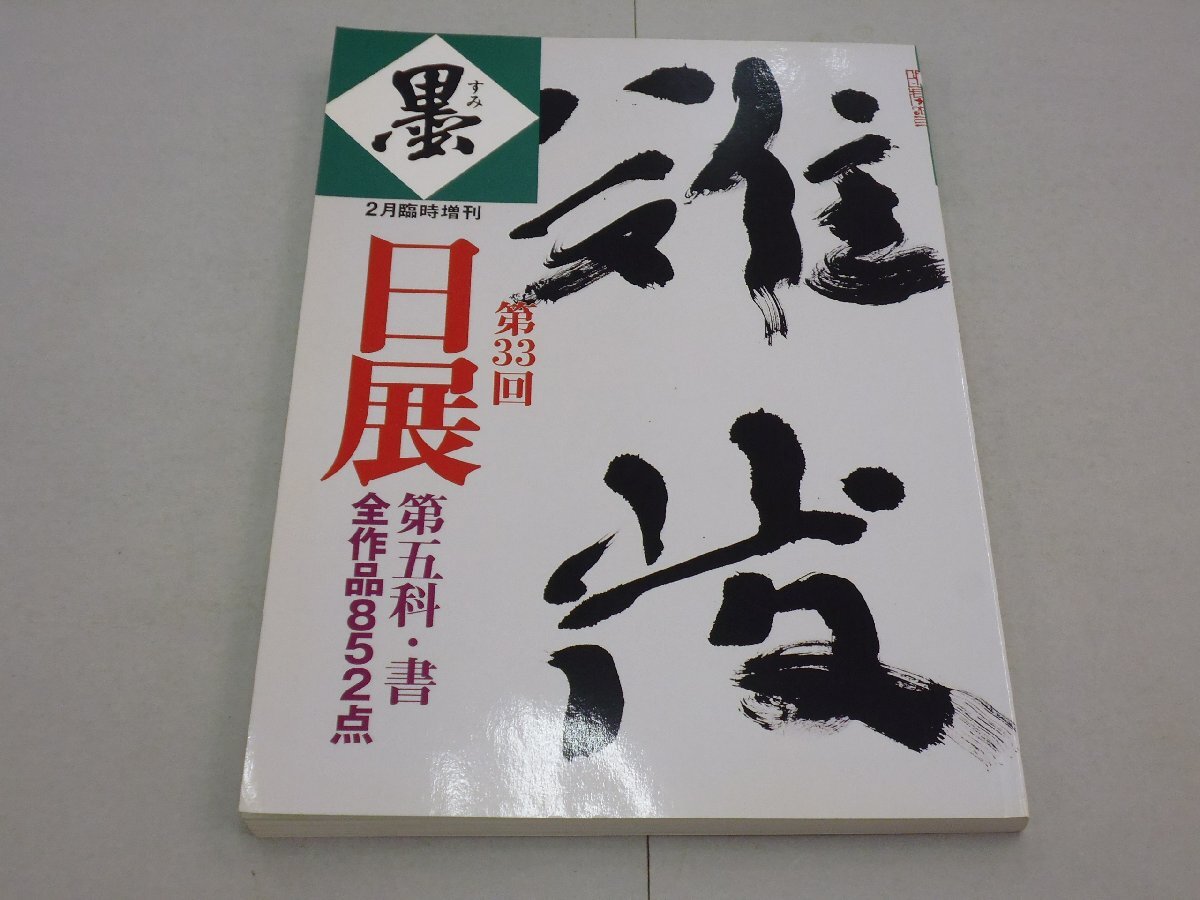 墨
すみ
2月臨時増刊
第33回
日展
第五科・書
全作品852点